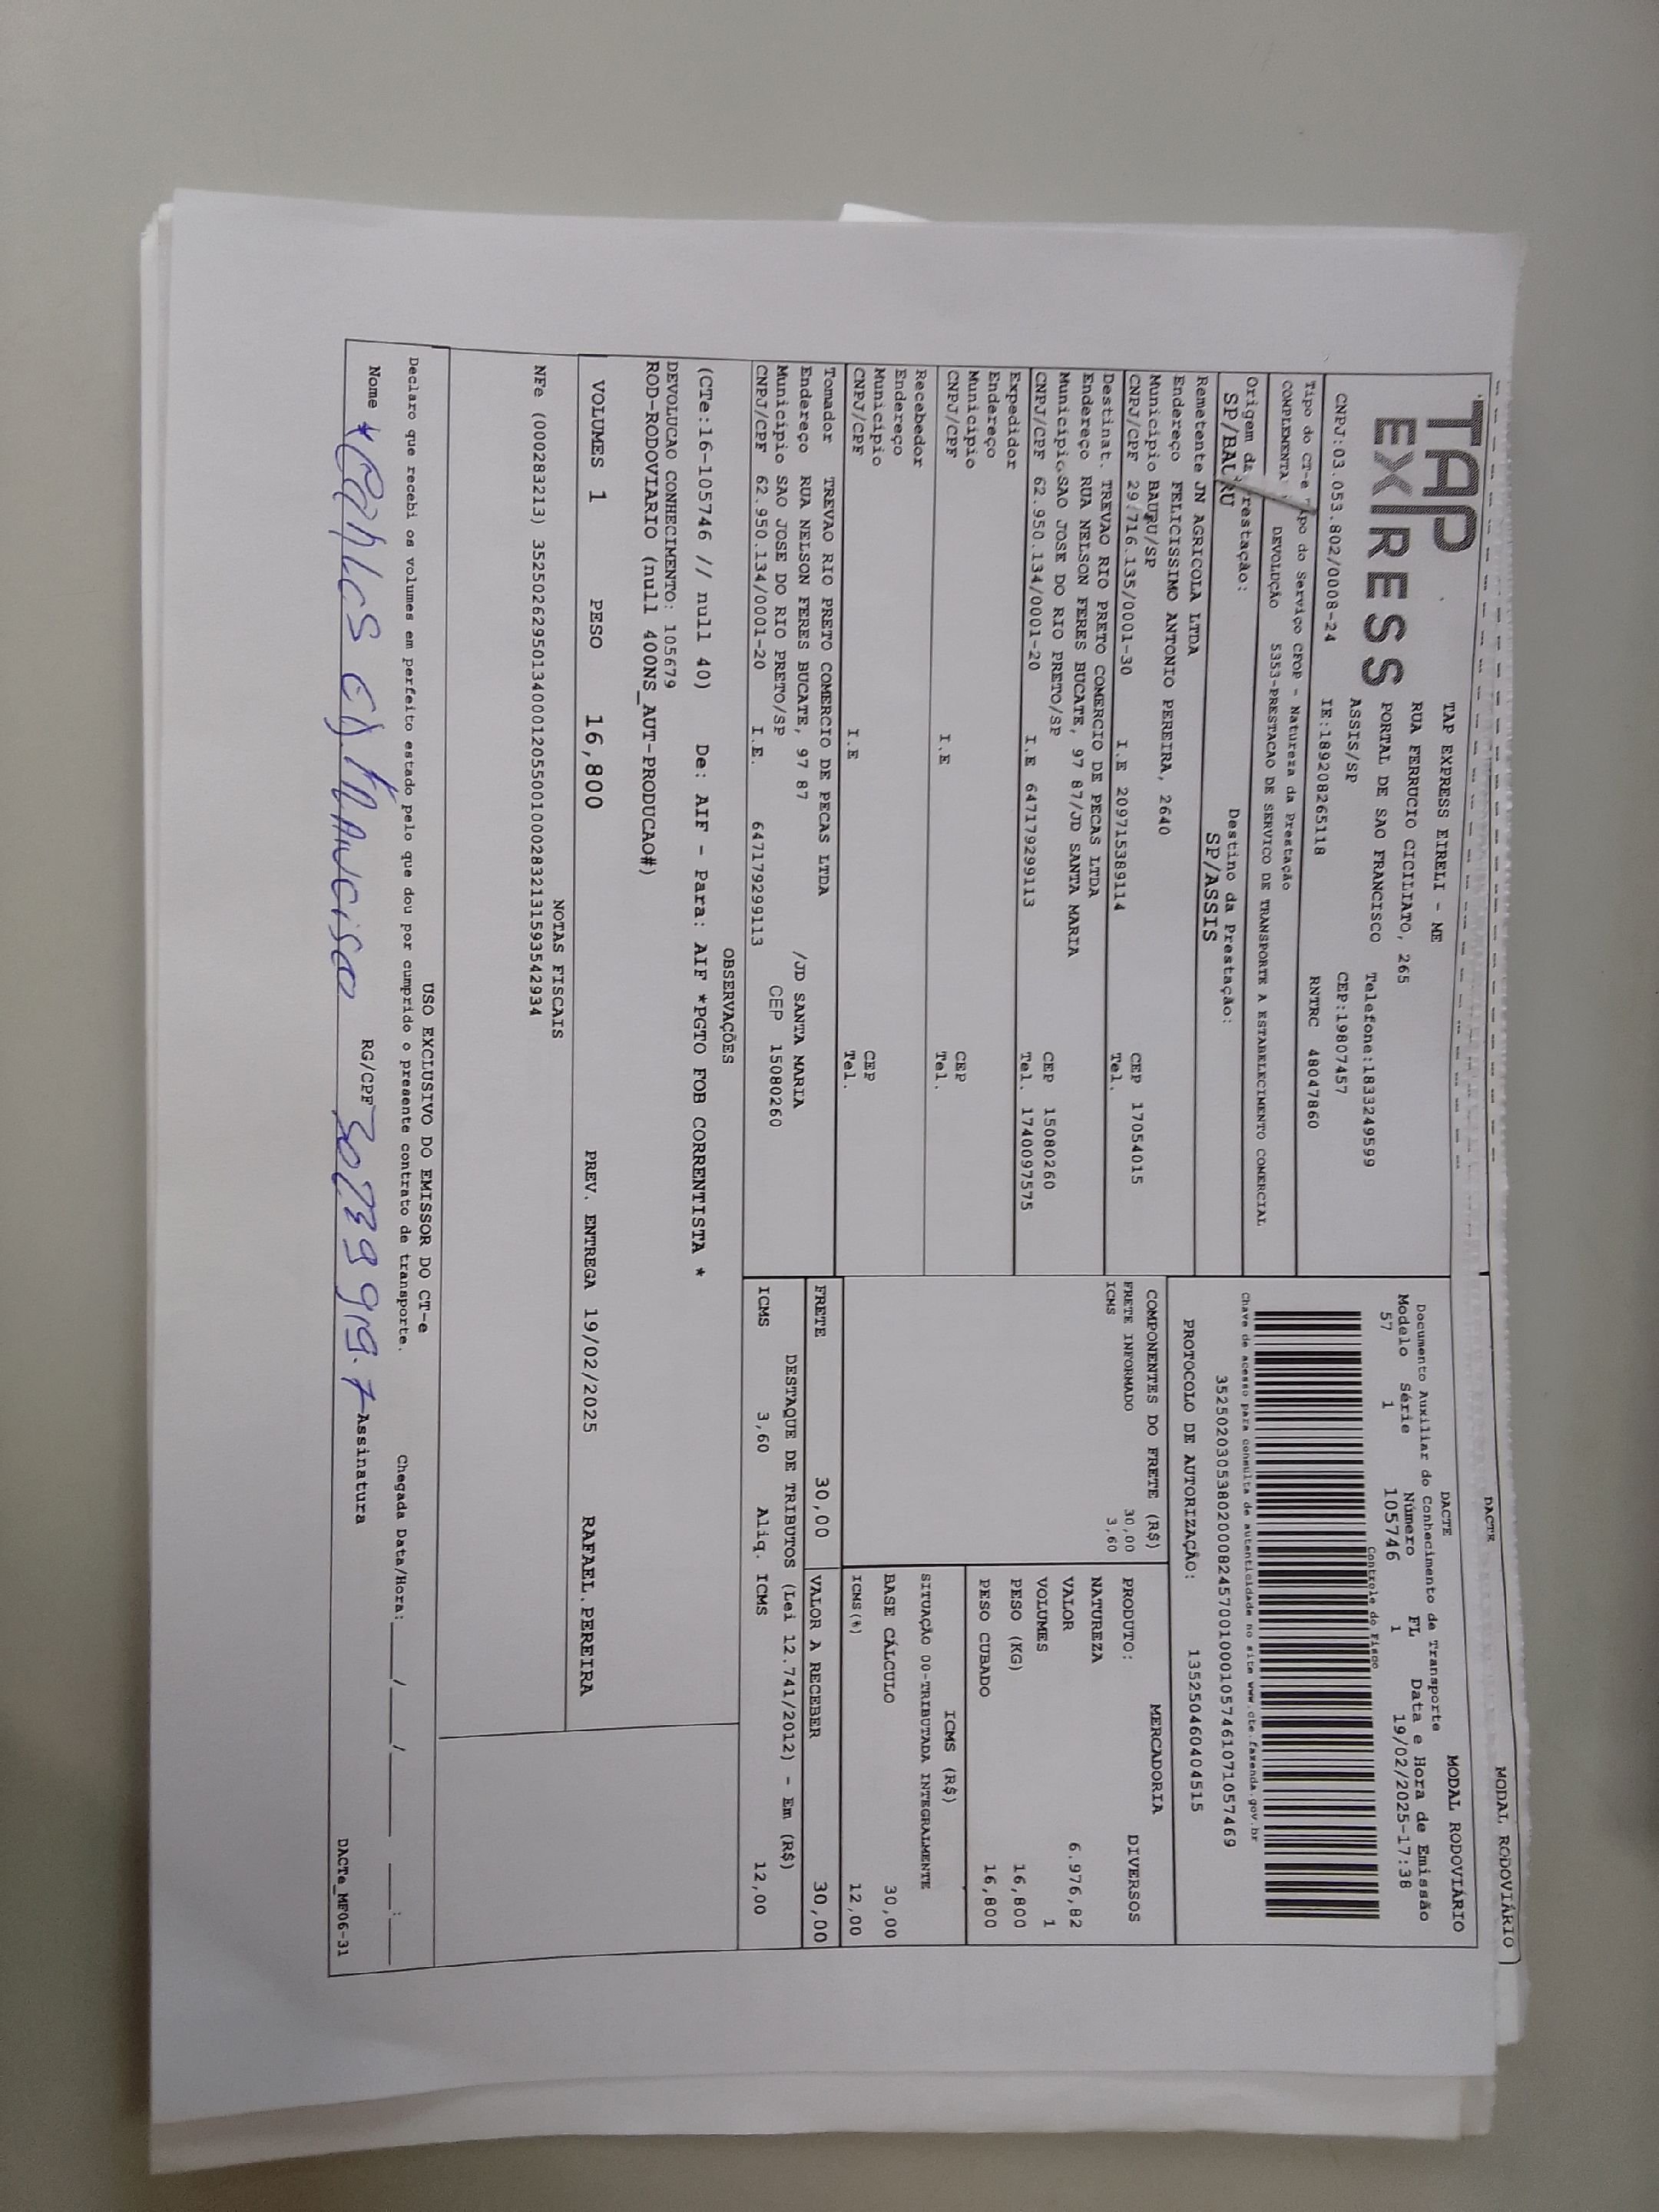 DACTE MODAL RODOVIÁRIO
TAP EXPRESS
TAP EXPRESS EIRELI - ME
RUA FERRUCIO CICILIATO, 265
PORTAL DE SAO FRANCISCO Telefone:1833249599
ASSIS/SP CEP:19807457
CNPJ:03.053.802/0008-24 IE:189208265118 RNTRC 48047860
DACTE MODAL RODOVIÁRIO
Documento Auxiliar do Conhecimento de Transporte
Modelo Série Número FL Data e Hora de Emissão
57 1 105746 1 19/02/2025-17:38
Controle do Fisco
Chave de acesso para consulta de autenticidade no site www.cte.fazenda.gov.br
PROTOCOLO DE AUTORIZAÇÃO: 135250460404515
Tipo do CT-e Tipo do Serviço CFOP - Natureza da Prestação
DEVOLUÇÃO 5353-PRESTACAO DE SERVICO DE TRANSPORTE A ESTABELECIMENTO COMERCIAL
Origem da Prestação: Destino da Prestação:
SP/BAURU SP/ASSIS
Remetente JN AGRICOLA LTDA
Endereço FELICISSIMO ANTONIO PEREIRA, 2640
Município BAURU/SP CEP 17054015
CNPJ/CPF 29.716.135/0001-30 I.E 209715389114 Tel.
Destinat. TREVAO RIO PRETO COMERCIO DE PECAS LTDA
Endereço RUA NELSON FERES BUCATE, 97 87/JD SANTA MARIA
Município SAO JOSE DO RIO PRETO/SP CEP 15080260
CNPJ/CPF 62.950.134/0001-20 I.E 647179299113 Tel. 1740097575
Expedidor
Endereço
Município CEP
CNPJ/CPF I.E Tel.
Recebedor
Endereço
Município CEP
CNPJ/CPF I.E Tel.
Tomador TREVAO RIO PRETO COMERCIO DE PECAS LTDA
Endereço RUA NELSON FERES BUCATE, 97 87 /JD SANTA MARIA
Município SAO JOSE DO RIO PRETO/SP CEP 15080260
CNPJ/CPF 62.950.134/0001-20 I.E. 647179299113
COMPONENTES DO FRETE (R$)
FRETE INFORMADO 30,00
ICMS 3,60
MERCADORIA
PRODUTO: DIVERSOS
NATUREZA
VALOR 6.976,82
VOLUMES 1
PESO (KG) 16,800
PESO CUBADO 16,800
ICMS (R$)
SITUAÇÃO 00-TRIBUTADA INTEGRALMENTE
BASE CÁLCULO 30,00
ICMS(%) 12,00
FRETE 30,00 VALOR A RECEBER 30,00
DESTAQUE DE TRIBUTOS (Lei 12.741/2012) - Em (R$)
ICMS 3,60 Aliq. ICMS 12,00
OBSERVAÇÕES
(CTe:16-105746 // null 40) De: AIF - Para: AIF *PGTO FOB CORRENTISTA *
DEVOLUCAO CONHECIMENTO: 105679
ROD-RODOVIARIO (null 400NS_AUT-PRODUCAO#)
VOLUMES 1 PESO 16,800 PREV. ENTREGA 19/02/2025 RAFAEL.PEREIRA
NOTAS FISCAIS
NFe (000283213) 35250262950134000120550010002832131593542934
USO EXCLUSIVO DO EMISSOR DO CT-e
Declaro que recebi os volumes em perfeito estado pelo que dou por cumprido o presente contrato de transporte. Chegada Data/Hora: ___/___/___ ___:___
Nome RG/CPF Assinatura
DACTe_MF06-31